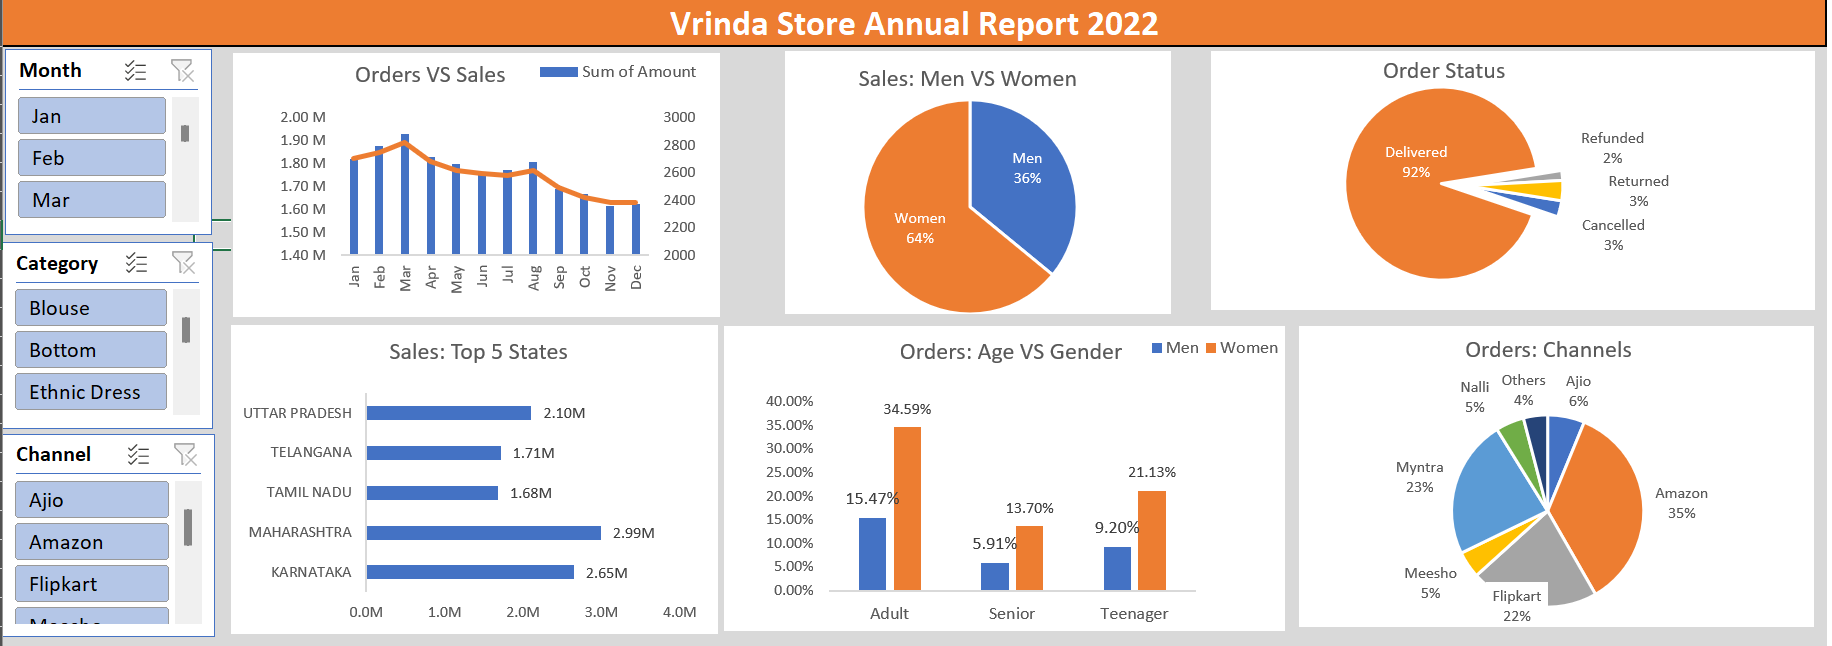 Vrinda Store Annual Report 2022
Month
Jan
Feb
Mar
Category
Blouse
Bottom
Ethnic Dress
Channel
Ajio
Amazon
Flipkart
Orders VS Sales
Sum of Amount
2.00 M
1.90 M
1.80 M
1.70 M
1.60 M
1.50 M
1.40 M
3000
2800
2600
2400
2200
2000
Jan Feb Mar Apr May Jun Jul Aug Sep Oct Nov Dec
Sales: Men VS Women
Men
36%
Women
64%
Order Status
Delivered
92%
Refunded
2%
Returned
3%
Cancelled
3%
Sales: Top 5 States
UTTAR PRADESH 2.10M
TELANGANA 1.71M
TAMIL NADU 1.68M
MAHARASHTRA 2.99M
KARNATAKA 2.65M
0.0M 1.0M 2.0M 3.0M 4.0M
Orders: Age VS Gender
Men Women
40.00%
35.00%
30.00%
25.00%
20.00%
15.00%
10.00%
5.00%
0.00%
15.47% 34.59%
5.91% 13.70%
9.20% 21.13%
Adult Senior Teenager
Orders: Channels
Nalli
5%
Others
4%
Ajio
6%
Myntra
23%
Amazon
35%
Meesho
5%
Flipkart
22%